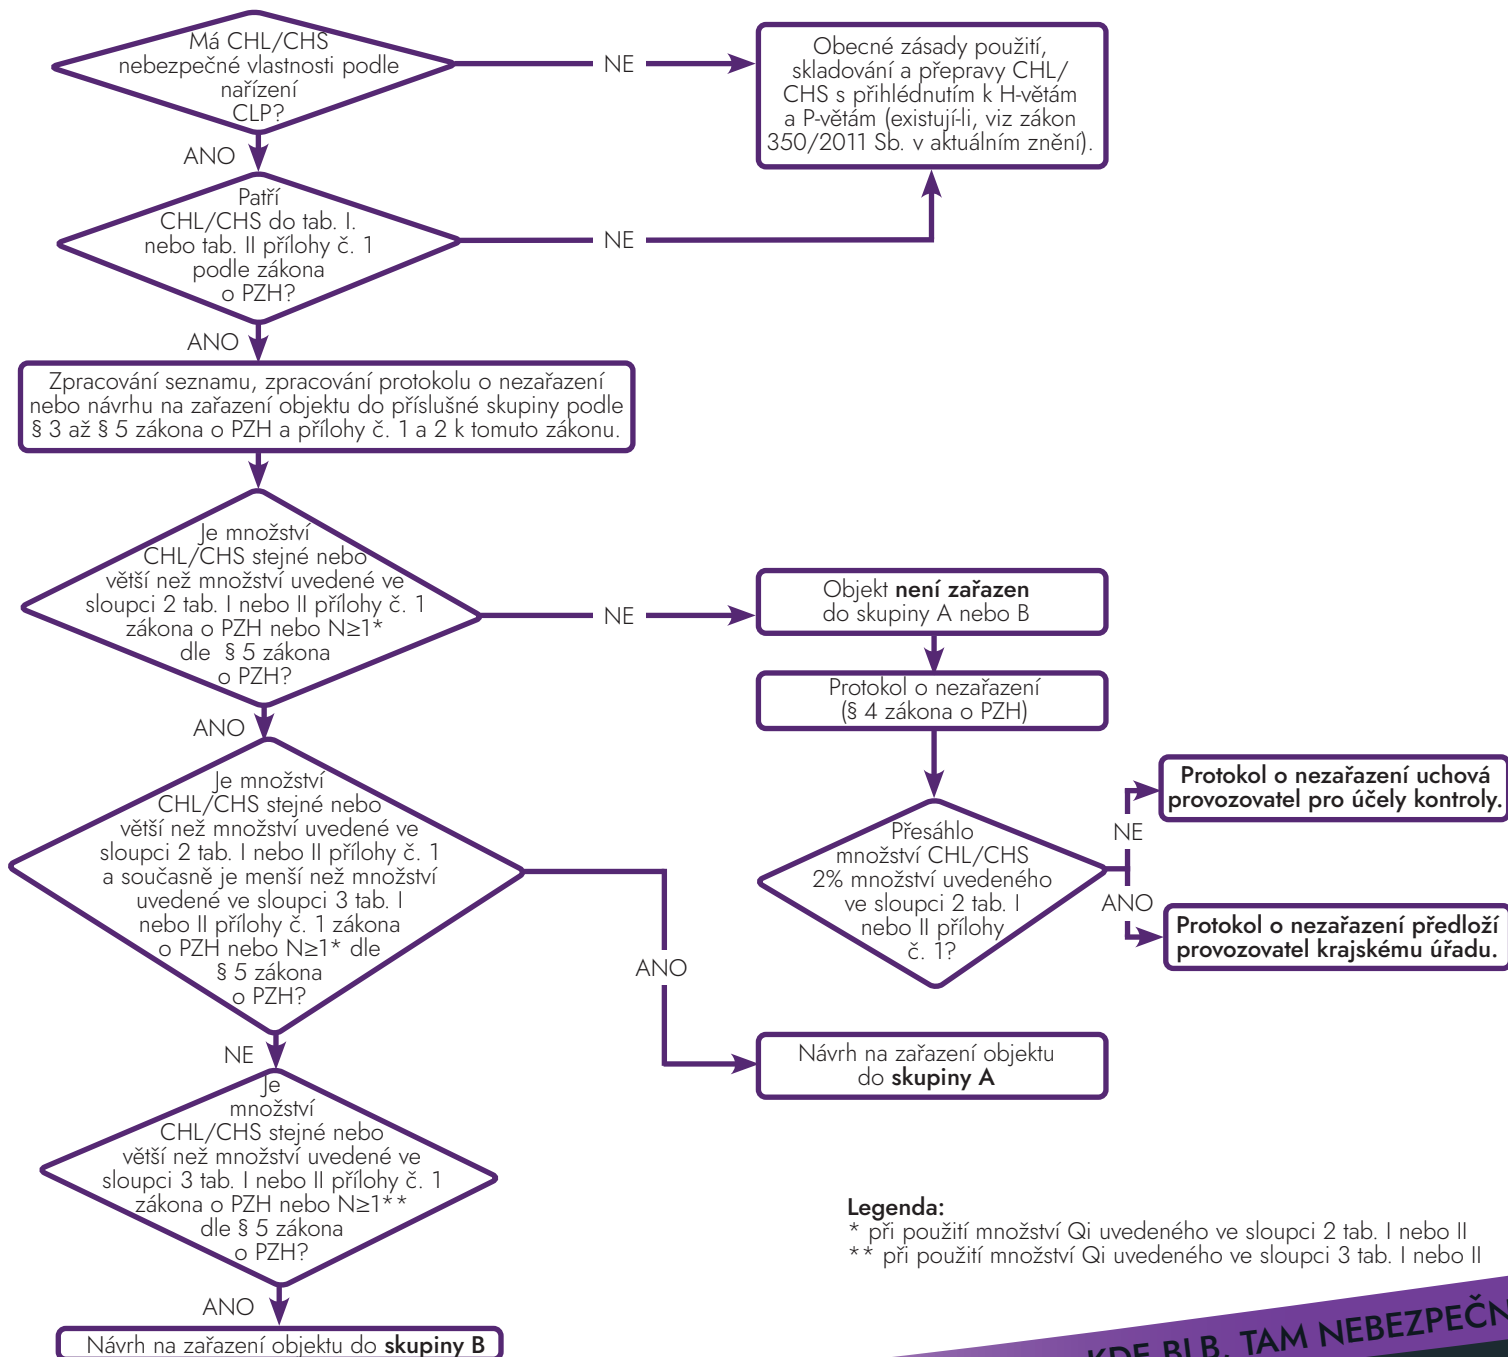 Má CHL/CHS
nebezpečné vlastnosti podle
nařízení
CLP?
NE
Obecné zásady použití,
skladování a přepravy CHL/
CHS s přihlédnutím k H-větám
a P-větám (existují-li, viz zákon
350/2011 Sb. v aktuálním znění).
ANO
Patří
CHL/CHS do tab. I.
nebo tab. II přílohy č. 1
podle zákona
o PZH?
NE
ANO
Zpracování seznamu, zpracování protokolu o nezařazení
nebo návrhu na zařazení objektu do příslušné skupiny podle
§ 3 až § 5 zákona o PZH a přílohy č. 1 a 2 k tomuto zákonu.
Je množství
CHL/CHS stejné nebo
větší než množství uvedené ve
sloupci 2 tab. I nebo II přílohy č. 1
zákona o PZH nebo N≥1*
dle § 5 zákona
o PZH?
NE
Objekt není zařazen
do skupiny A nebo B
Protokol o nezařazení
(§ 4 zákona o PZH)
Přesáhlo
množství CHL/CHS
2% množství uvedeného
ve sloupci 2 tab. I
nebo II přílohy
č. 1?
NE
Protokol o nezařazení uchová
provozovatel pro účely kontroly.
ANO
Protokol o nezařazení předloží
provozovatel krajskému úřadu.
ANO
Je množství
CHL/CHS stejné nebo
větší než množství uvedené ve
sloupci 2 tab. I nebo II přílohy č. 1
a současně je menší než množství
uvedené ve sloupci 3 tab. I
nebo II přílohy č. 1 zákona
o PZH nebo N≥1* dle
§ 5 zákona
o PZH?
ANO
Návrh na zařazení objektu
do skupiny A
NE
Je
množství
CHL/CHS stejné nebo
větší než množství uvedené ve
sloupci 3 tab. I nebo II přílohy č. 1
zákona o PZH nebo N≥1**
dle § 5 zákona
o PZH?
ANO
Návrh na zařazení objektu do skupiny B
Legenda:
* při použití množství Qi uvedeného ve sloupci 2 tab. I nebo II
** při použití množství Qi uvedeného ve sloupci 3 tab. I nebo II
KDE BLB, TAM NEBEZPEČN